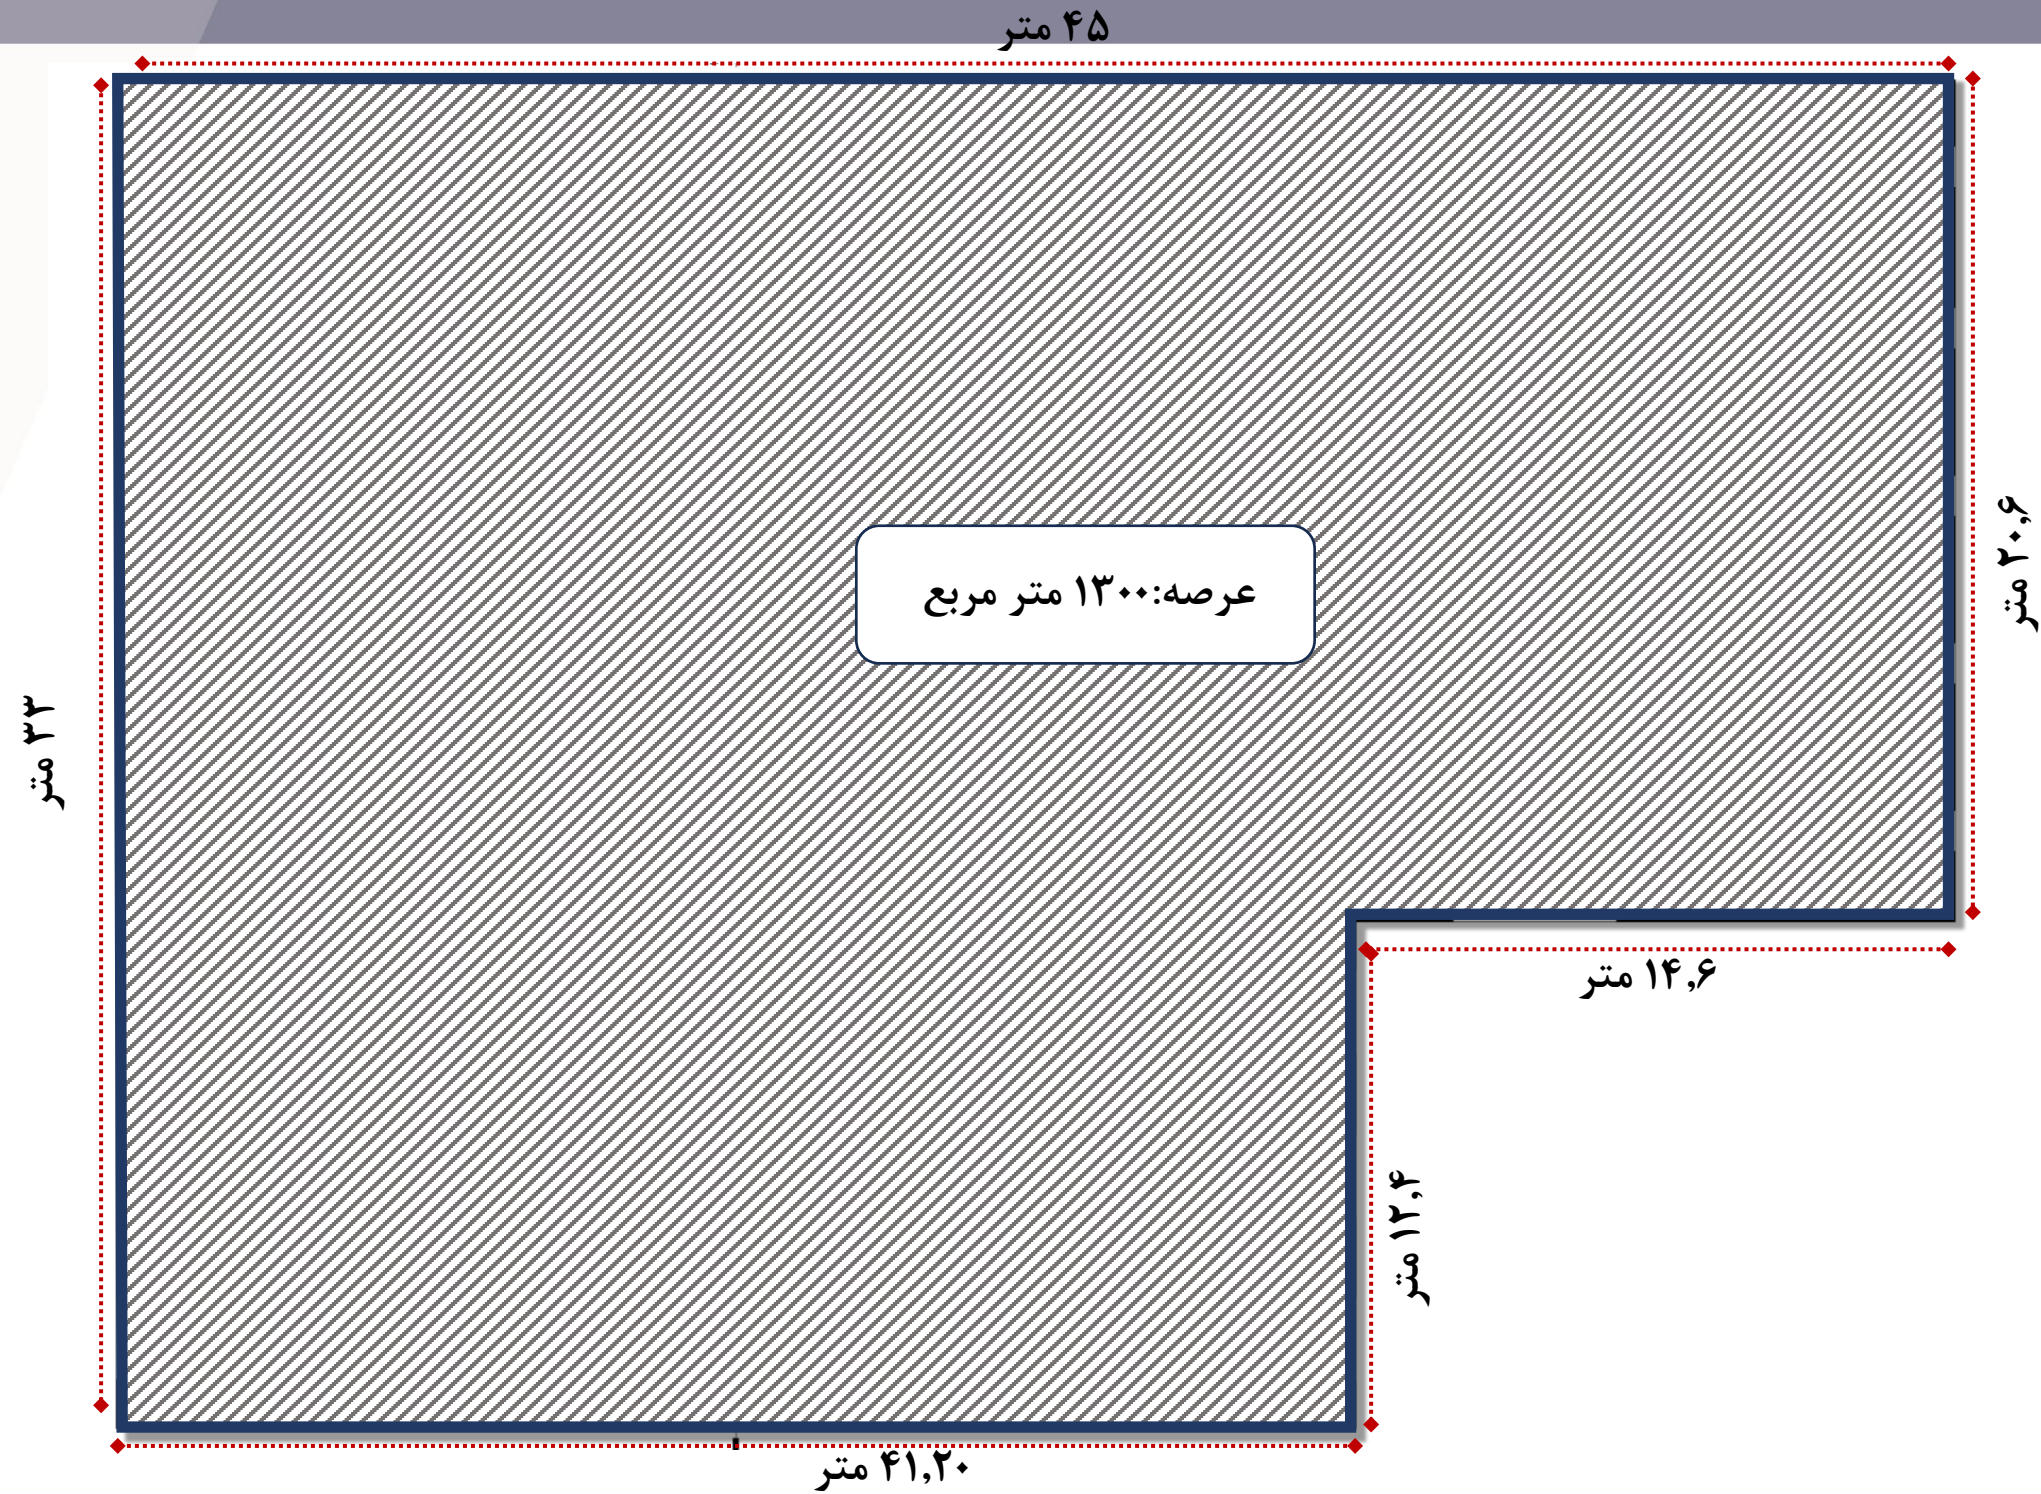 ۴۵ متر
۲۰,۶ متر
عرصه:۱۳۰۰ متر مربع
۳۳ متر
۱۴,۶ متر
۱۲,۴ متر
۴۱,۲۰ متر